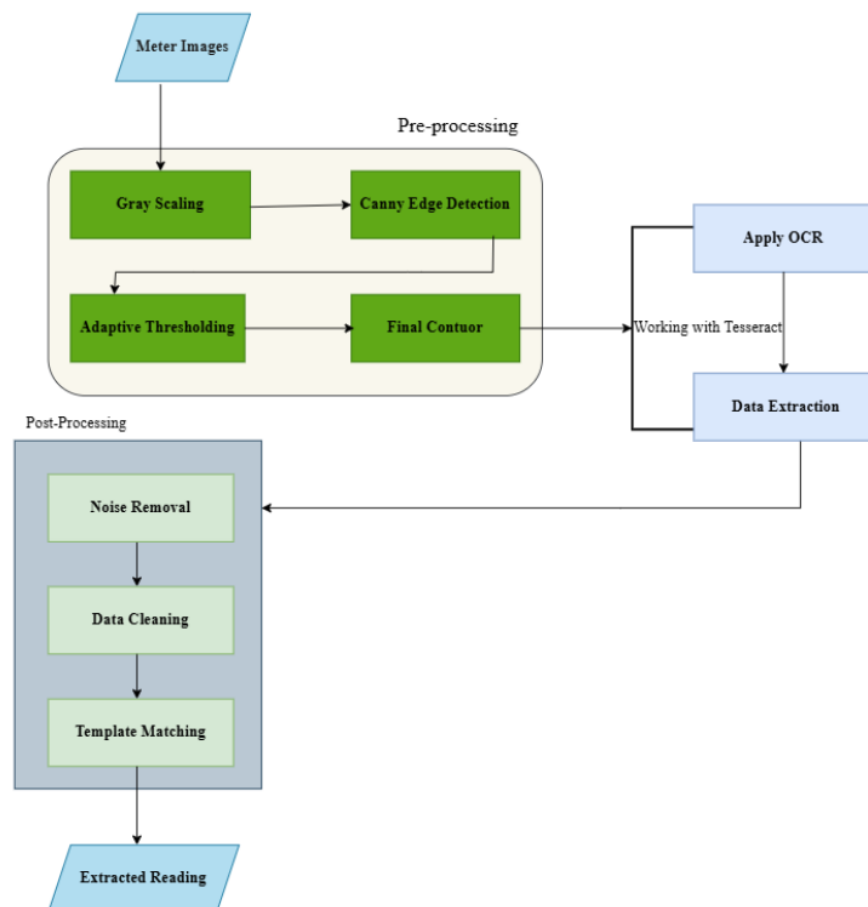 Meter Images
Pre-processing
Gray Scaling
Canny Edge Detection
Adaptive Thresholding
Final Contuor
Apply OCR
Working with Tesseract
Data Extraction
Post-Processing
Noise Removal
Data Cleaning
Template Matching
Extracted Reading